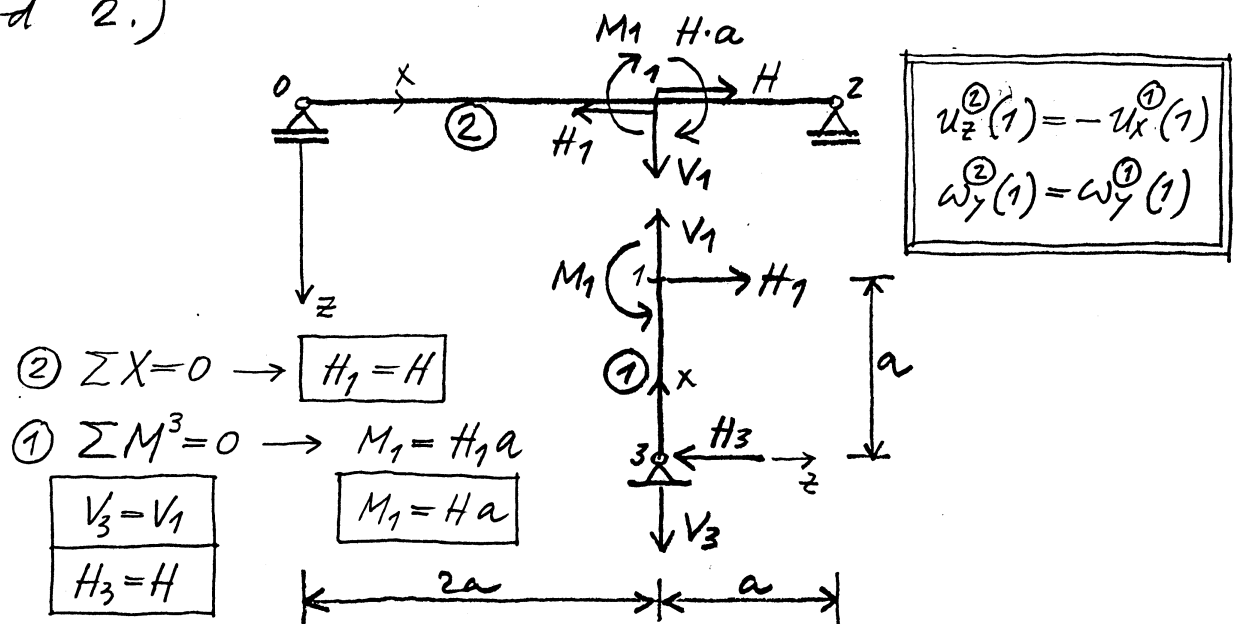 d 2.)
M₁ H·a
0 x 1 H 2
② H₁ V₁
z
u_z^②(1) = - u_x^①(1)
ω_y^②(1) = ω_y^①(1)
V₁
M₁ 1 H₁
① x a
3 H₃ z
V₃
② ΣX=0 → H₁ = H
① ΣM³=0 → M₁ = H₁a
V₃ = V₁ M₁ = Ha
H₃ = H
2a a